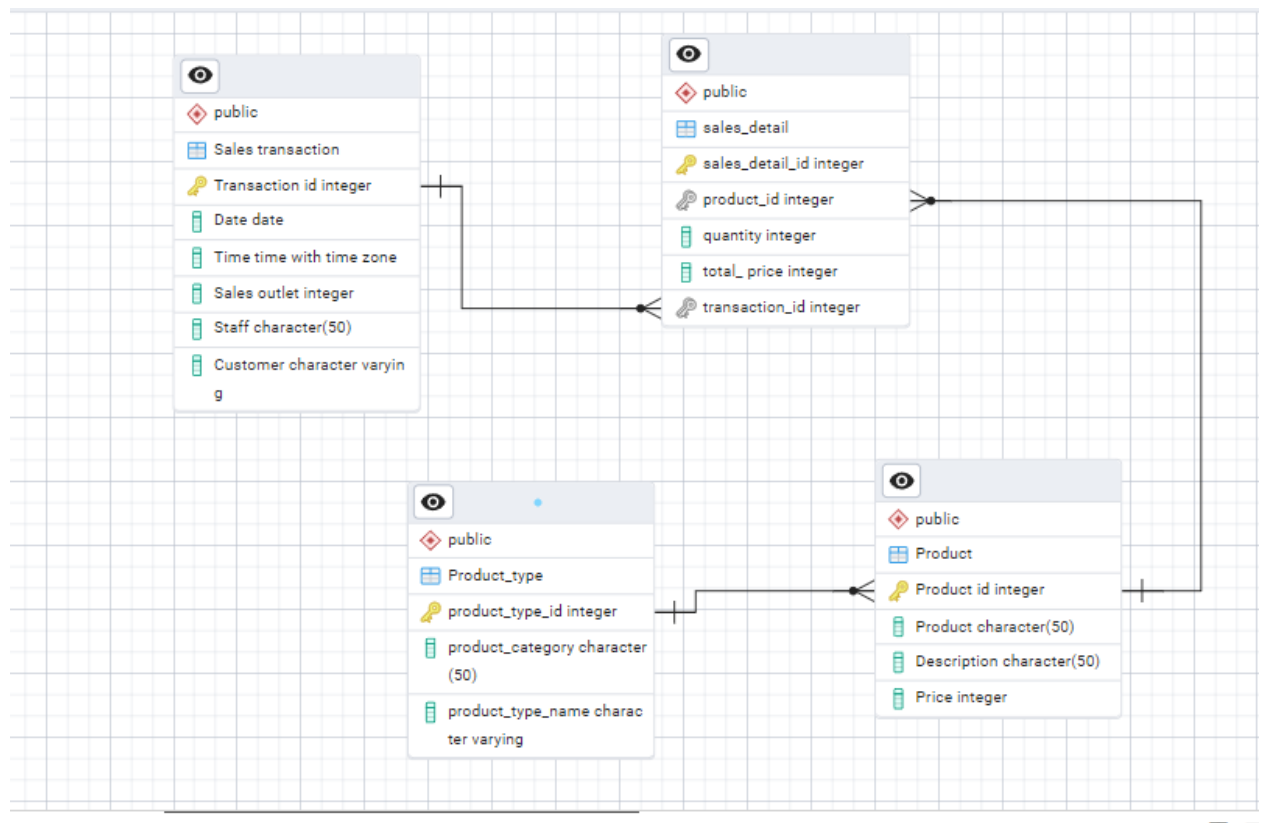 public
Sales transaction
Transaction id integer
Date date
Time time with time zone
Sales outlet integer
Staff character(50)
Customer character varyin
g
public
sales_detail
sales_detail_id integer
product_id integer
quantity integer
total_ price integer
transaction_id integer
public
Product_type
product_type_id integer
product_category character
(50)
product_type_name charac
ter varying
public
Product
Product id integer
Product character(50)
Description character(50)
Price integer